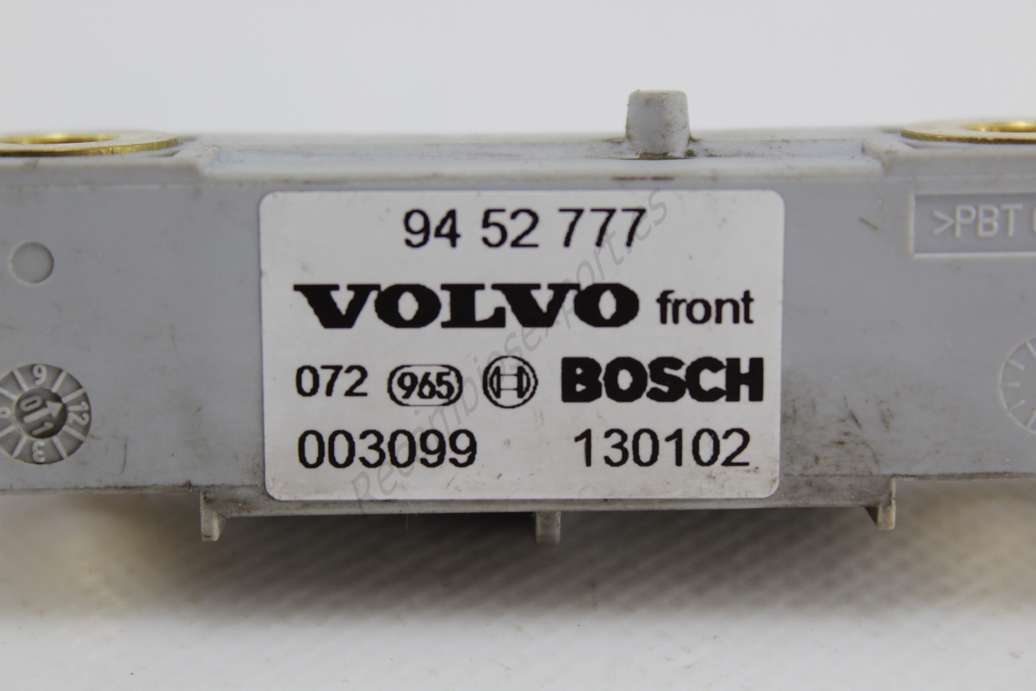 94 52 777
VOLVO front
>PBT
072 965 BOSCH
003099 130102